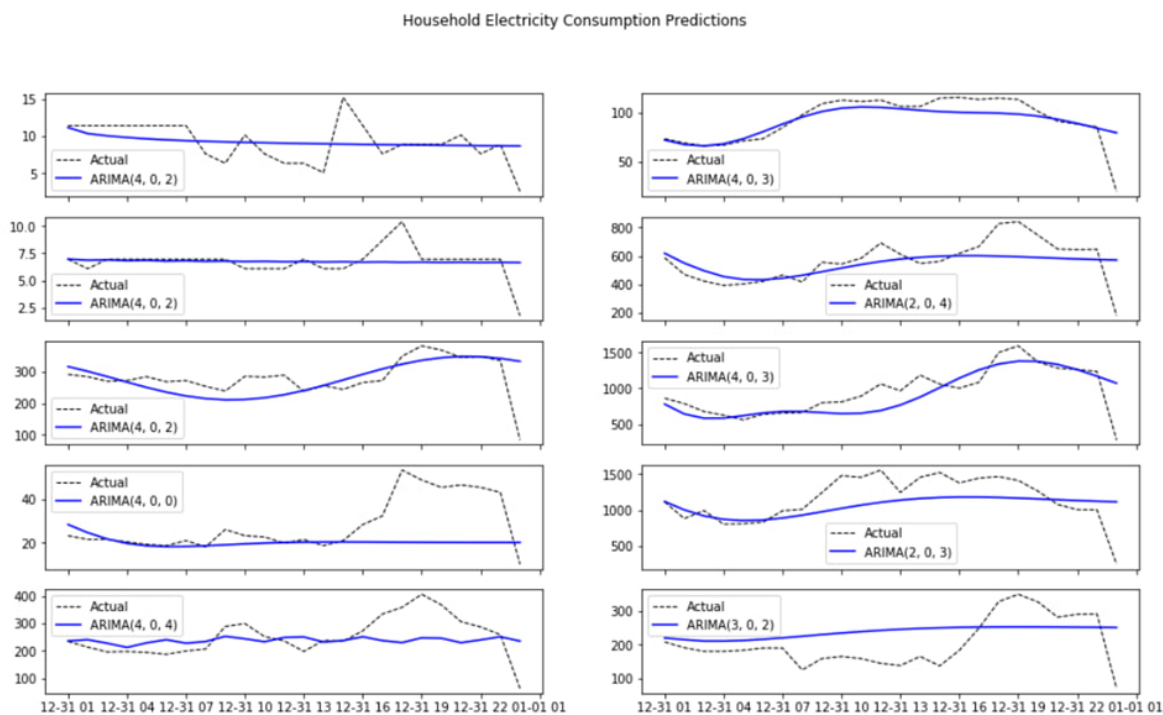 Household Electricity Consumption Predictions
15
10
5
Actual
ARIMA(4, 0, 2)
10.0
7.5
5.0
2.5
Actual
ARIMA(4, 0, 2)
300
200
100
Actual
ARIMA(4, 0, 2)
40
20
Actual
ARIMA(4, 0, 0)
400
300
200
100
Actual
ARIMA(4, 0, 4)
12-31 01 12-31 04 12-31 07 12-31 10 12-31 13 12-31 16 12-31 19 12-31 22 01-01 01
100
50
Actual
ARIMA(4, 0, 3)
800
600
400
200
Actual
ARIMA(2, 0, 4)
1500
1000
500
Actual
ARIMA(4, 0, 3)
1500
1000
500
Actual
ARIMA(2, 0, 3)
300
200
100
Actual
ARIMA(3, 0, 2)
12-31 01 12-31 04 12-31 07 12-31 10 12-31 13 12-31 16 12-31 19 12-31 22 01-01 01